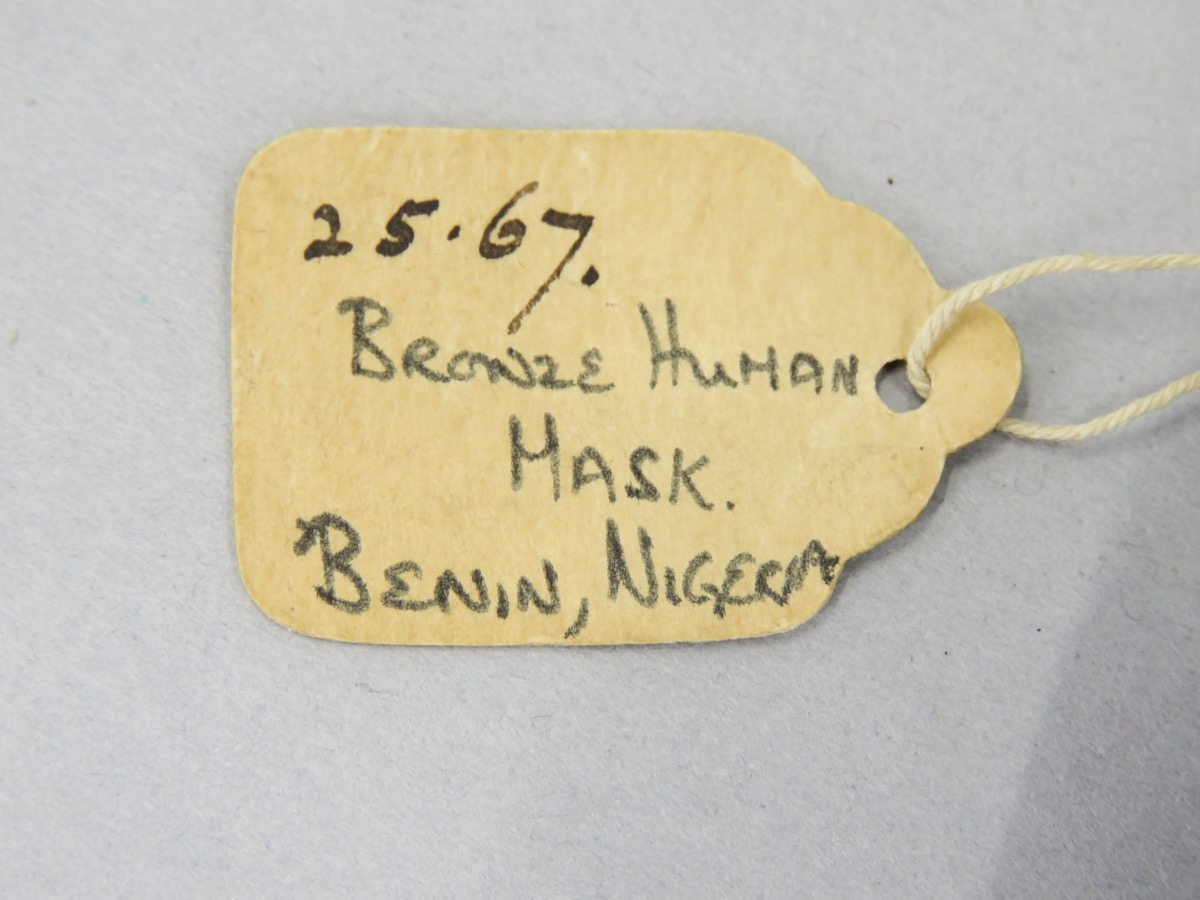 25.67.
BRONZE HUMAN
MASK.
BENIN, NIGERIA